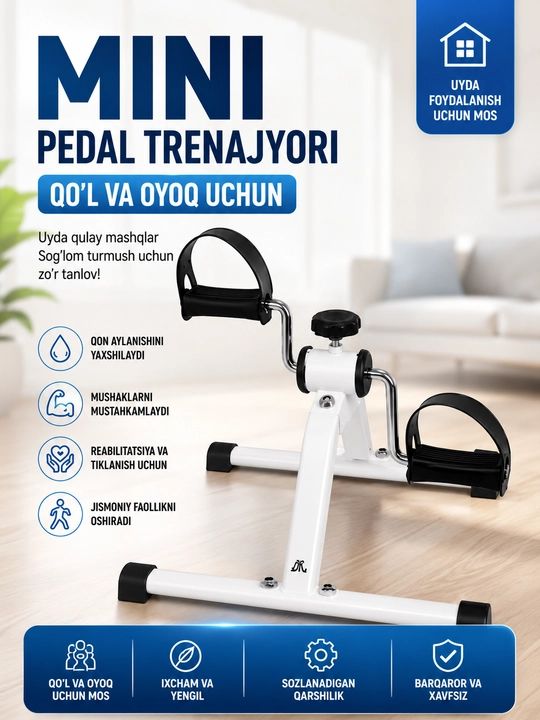 MINI
PEDAL TRENAJYORI
QO'L VA OYOQ UCHUN
UYDA
FOYDALANISH
UCHUN MOS
Uyda qulay mashqlar
Sog'lom turmush uchun
zo'r tanlov!
QON AYLANISHINI
YAXSHILAYDI
MUSHAKLARNI
MUSTAHKAMLAYDI
REABILITATSIYA VA
TIKLANISH UCHUN
JISMONIY FAOLLIKNI
OSHIRADI
QO'L VA OYOQ
UCHUN MOS
IXCHAM VA
YENGIL
SOZLANADIGAN
QARSHILIK
BARQAROR VA
XAVFSIZ